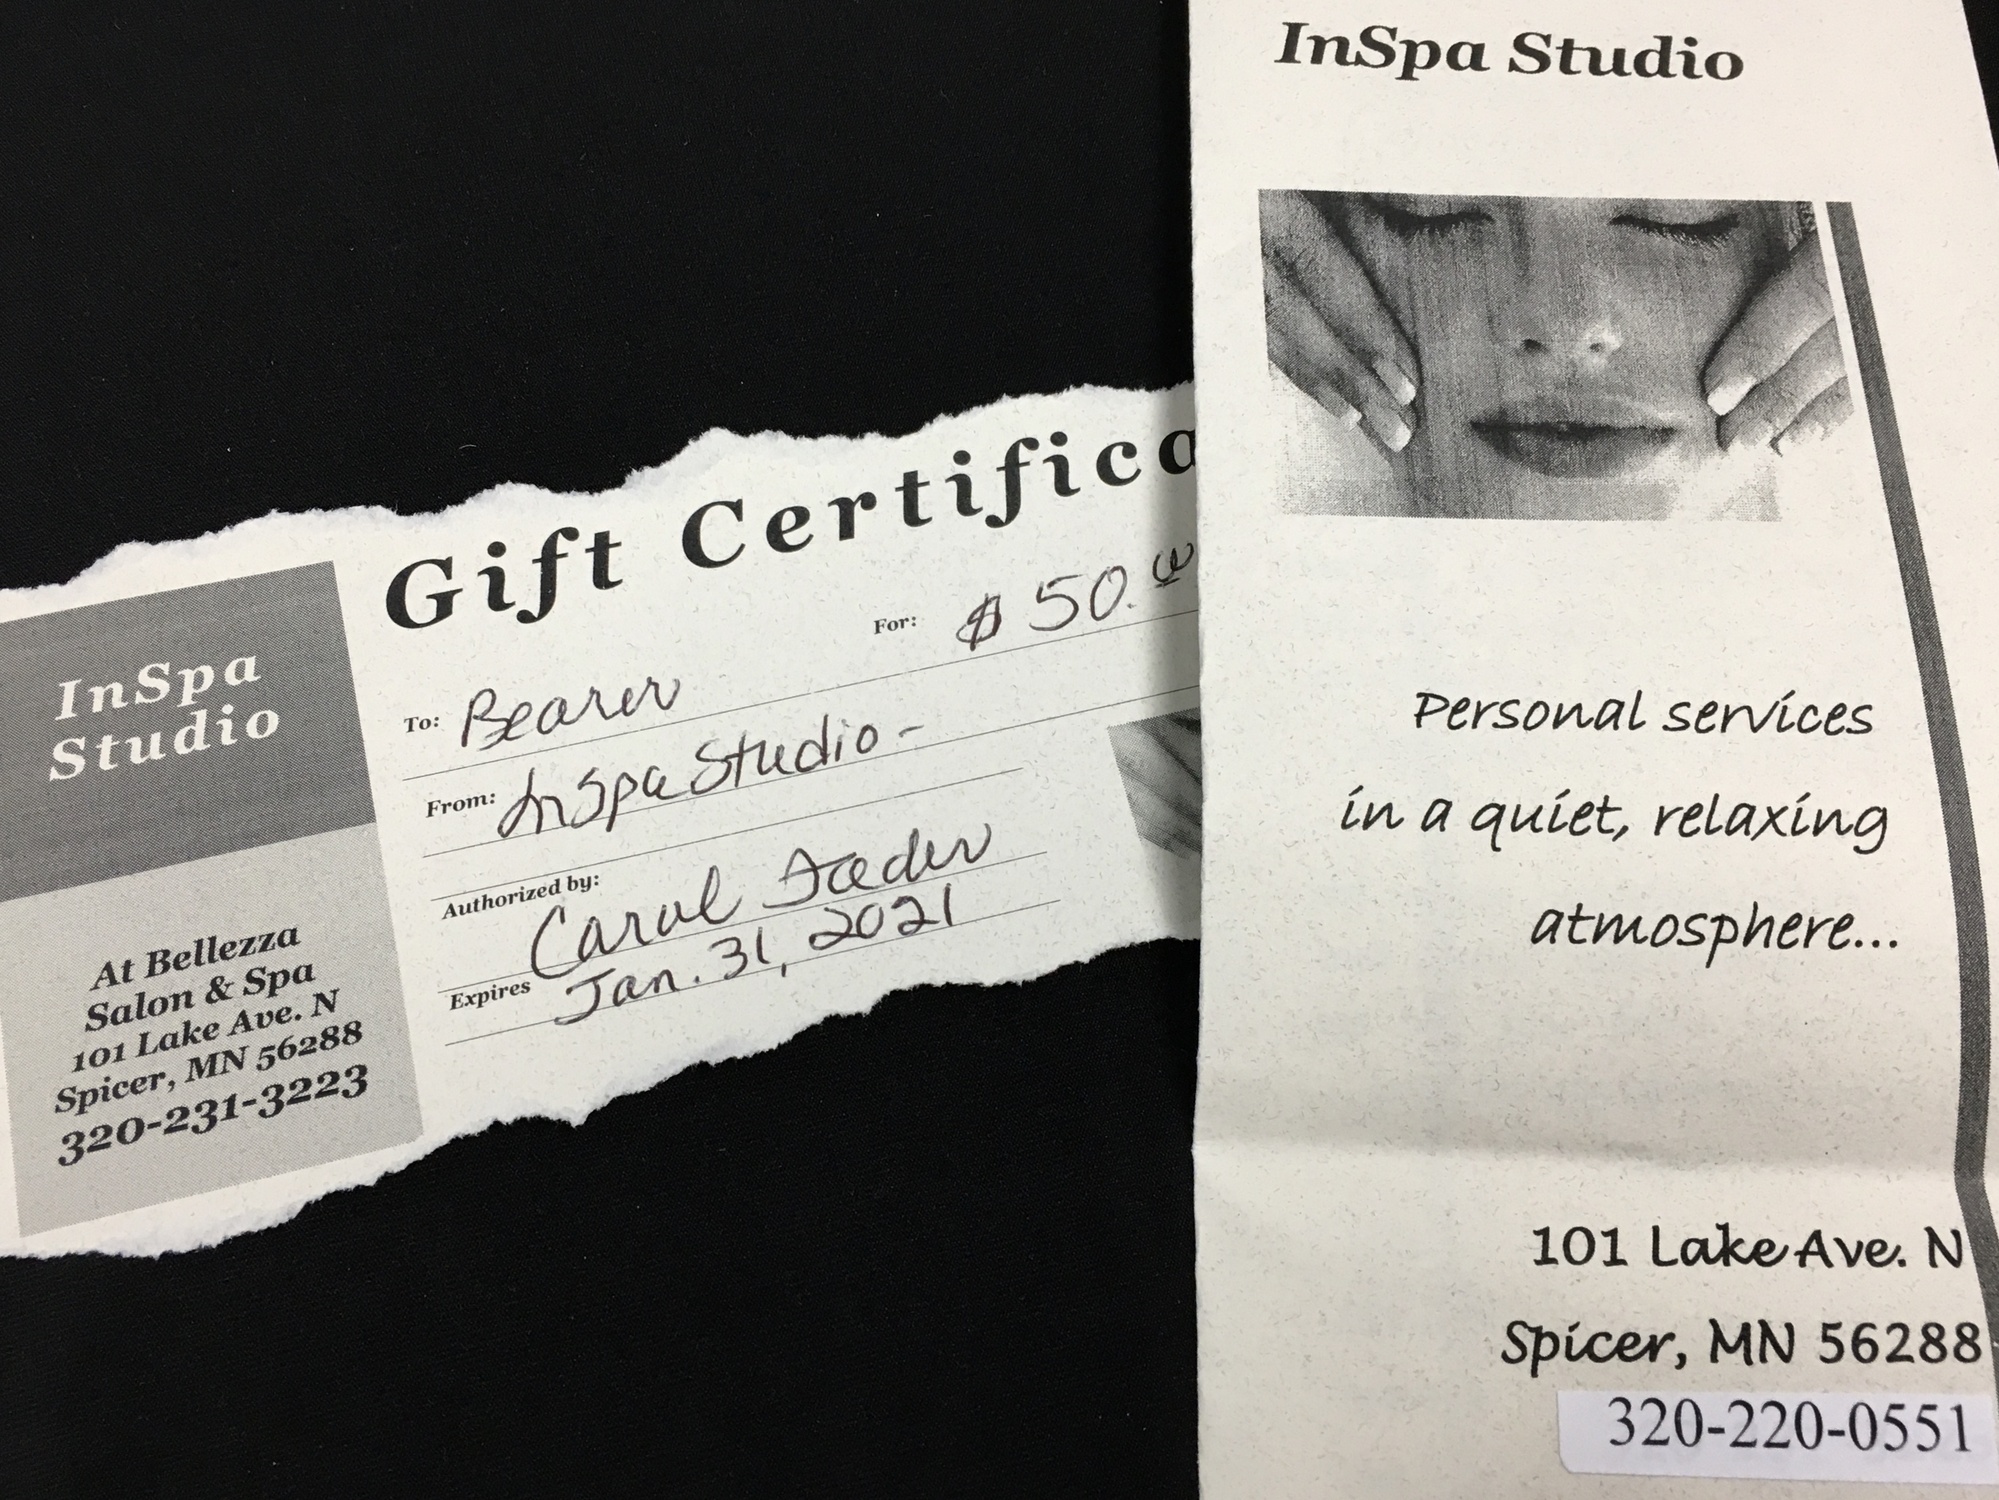 InSpa Studio
Personal services
in a quiet, relaxing
atmosphere...
101 Lake Ave. N
Spicer, MN 56288
320-220-0551
Gift Certifica
For: $50.00
To: Bearer
From: InSpa Studio-
Authorized by: Carol
Expires Jan. 31, 2021
InSpa
Studio
At Bellezza
Salon & Spa
101 Lake Ave. N
Spicer, MN 56288
320-231-3223